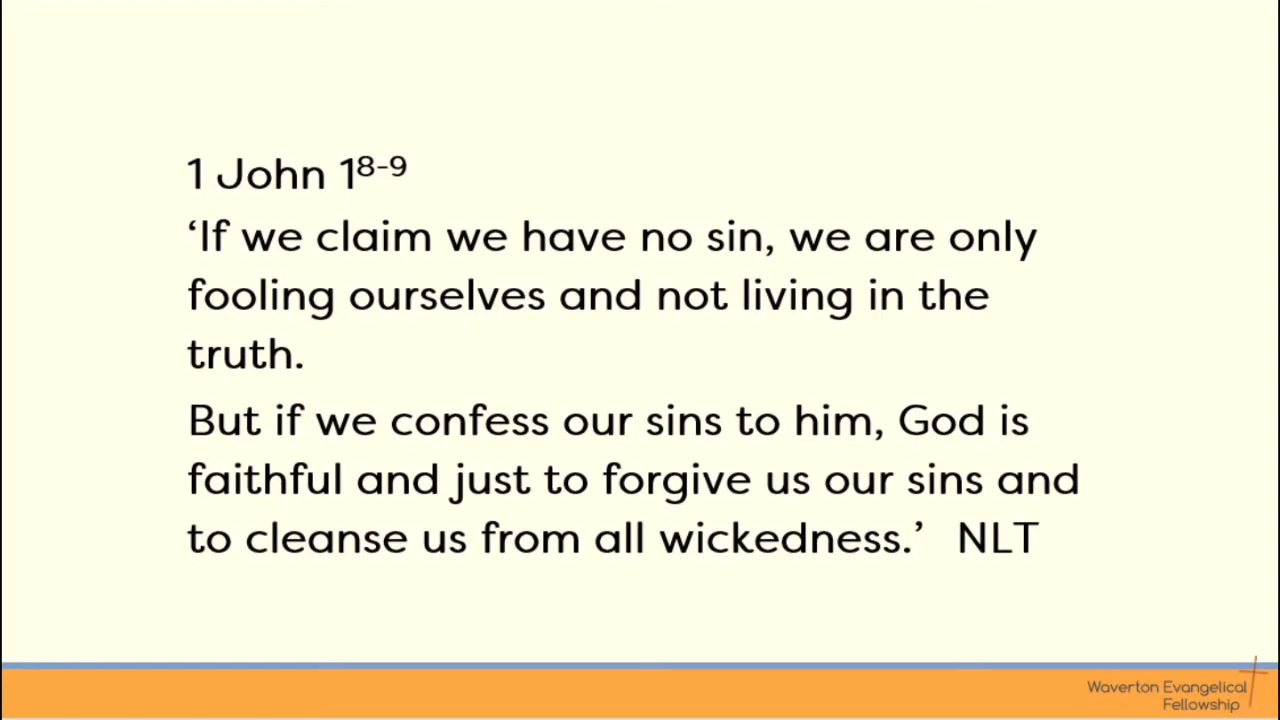 1 John 1⁸⁻⁹
‘If we claim we have no sin, we are only
fooling ourselves and not living in the
truth.
But if we confess our sins to him, God is
faithful and just to forgive us our sins and
to cleanse us from all wickedness.’ NLT
Waverton Evangelical
Fellowship